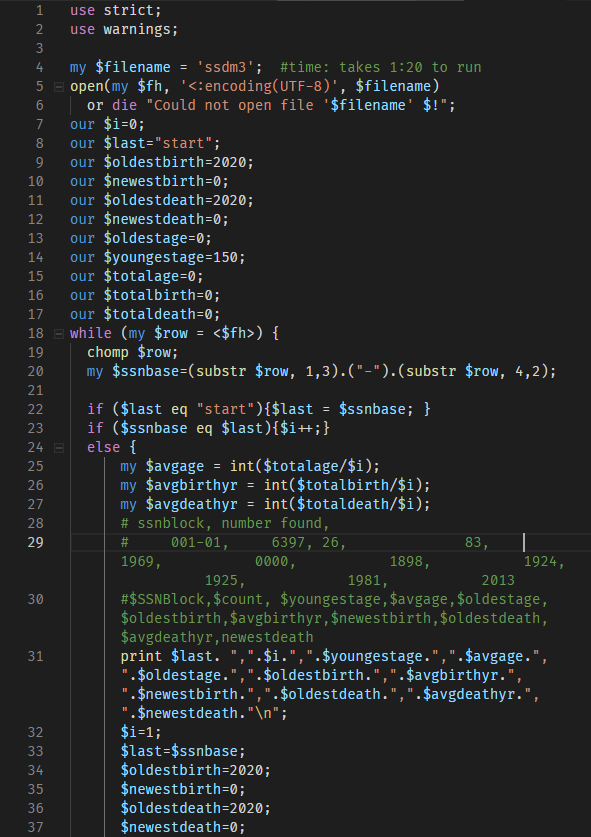 1 use strict;
2 use warnings;
3
4 my $filename = 'ssdm3';  #time: takes 1:20 to run
5 open(my $fh, '<:encoding(UTF-8)', $filename)
6   or die "Could not open file '$filename' $!";
7 our $i=0;
8 our $last="start";
9 our $oldestbirth=2020;
10 our $newestbirth=0;
11 our $oldestdeath=2020;
12 our $newestdeath=0;
13 our $oldestage=0;
14 our $youngestage=150;
15 our $totalage=0;
16 our $totalbirth=0;
17 our $totaldeath=0;
18 while (my $row = <$fh>) {
19   chomp $row;
20   my $ssnbase=(substr $row, 1,3).("-").(substr $row, 4,2);
21
22   if ($last eq "start"){$last = $ssnbase; }
23   if ($ssnbase eq $last){$i++;}
24   else {
25       my $avgage = int($totalage/$i);
26       my $avgbirthyr = int($totalbirth/$i);
27       my $avgdeathyr = int($totaldeath/$i);
28       # ssnblock, number found,
29       #     001-01,     6397, 26,              83,
1969,           0000,           1898,           1924,
1925,            1981,           2013
30       #$SSNBlock,$count, $youngestage,$avgage,$oldestage,
$oldestbirth,$avgbirthyr,$newestbirth,$oldestdeath,
$avgdeathyr,newestdeath
31       print $last. ",".$i.",".$youngestage.",".$avgage.",
".$oldestage.",".$oldestbirth.",".$avgbirthyr.",
".$newestbirth.",".$oldestdeath.",".$avgdeathyr.",
".$newestdeath."\n";
32       $i=1;
33       $last=$ssnbase;
34       $oldestbirth=2020;
35       $newestbirth=0;
36       $oldestdeath=2020;
37       $newestdeath=0;